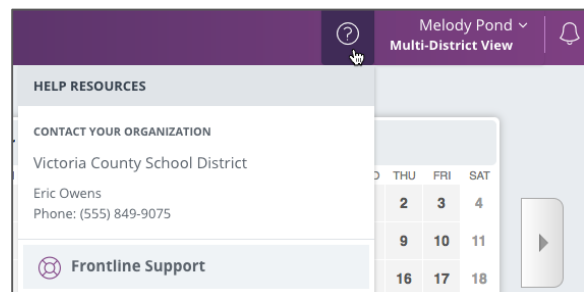 ?
Melody Pond
Multi-District View
HELP RESOURCES
CONTACT YOUR ORGANIZATION
Victoria County School District
Eric Owens
Phone: (555) 849-9075
Frontline Support
THU FRI SAT
2 3 4
9 10 11
16 17 18